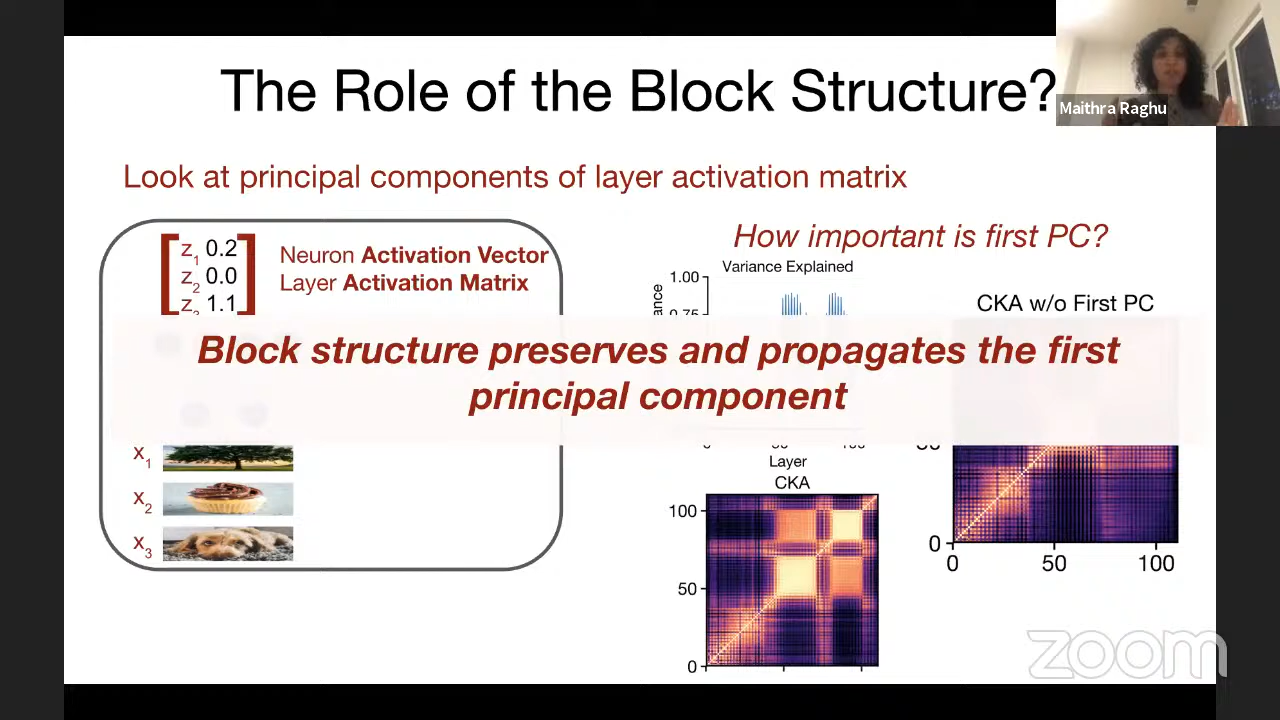 The Role of the Block Structure?
Maithra Raghu
Look at principal components of layer activation matrix
z1 0.2
z2 0.0
1.1
Neuron Activation Vector
Layer Activation Matrix
How important is first PC?
Variance Explained
1.00
CKA w/o First PC
Block structure preserves and propagates the first
principal component
x1
x2
x3
Layer
CKA
100
50
0
0
0 50 100
zoom